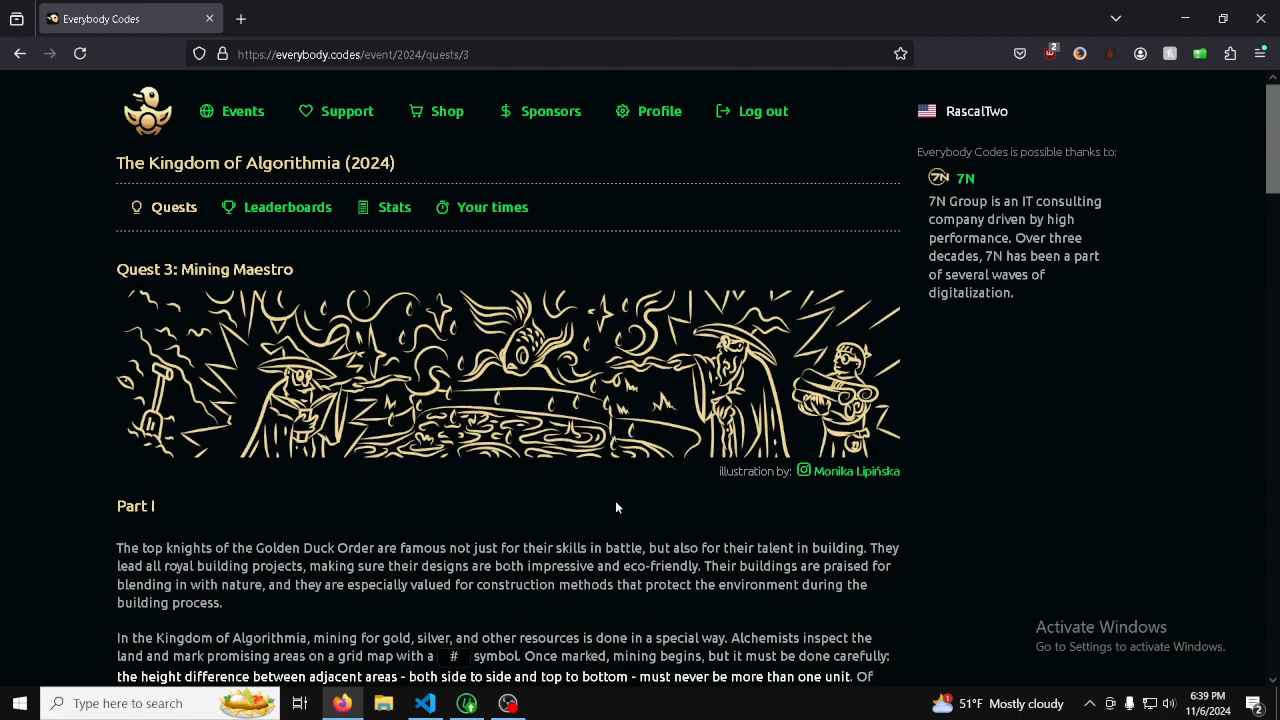 Everybody Codes
https://everybody.codes/event/2024/quests/3
2
Events
Support
Shop
Sponsors
Profile
Log out
RascalTwo
The Kingdom of Algorithmia (2024)
Everybody Codes is possible thanks to:
7N
7N
Quests
Leaderboards
Stats
Your times
7N Group is an IT consulting
company driven by high
performance. Over three
decades, 7N has been a part
of several waves of
digitalization.
Quest 3: Mining Maestro
illustration by: Monika Lipińska
Part I
The top knights of the Golden Duck Order are famous not just for their skills in battle, but also for their talent in building. They
lead all royal building projects, making sure their designs are both impressive and eco-friendly. Their buildings are praised for
blending in with nature, and they are especially valued for construction methods that protect the environment during the
building process.
In the Kingdom of Algorithmia, mining for gold, silver, and other resources is done in a special way. Alchemists inspect the
land and mark promising areas on a grid map with a # symbol. Once marked, mining begins, but it must be done carefully:
the height difference between adjacent areas - both side to side and top to bottom - must never be more than one unit. Of
Activate Windows
Go to Settings to activate Windows.
Type here to search
51°F Mostly cloudy
6:39 PM
11/6/2024
2